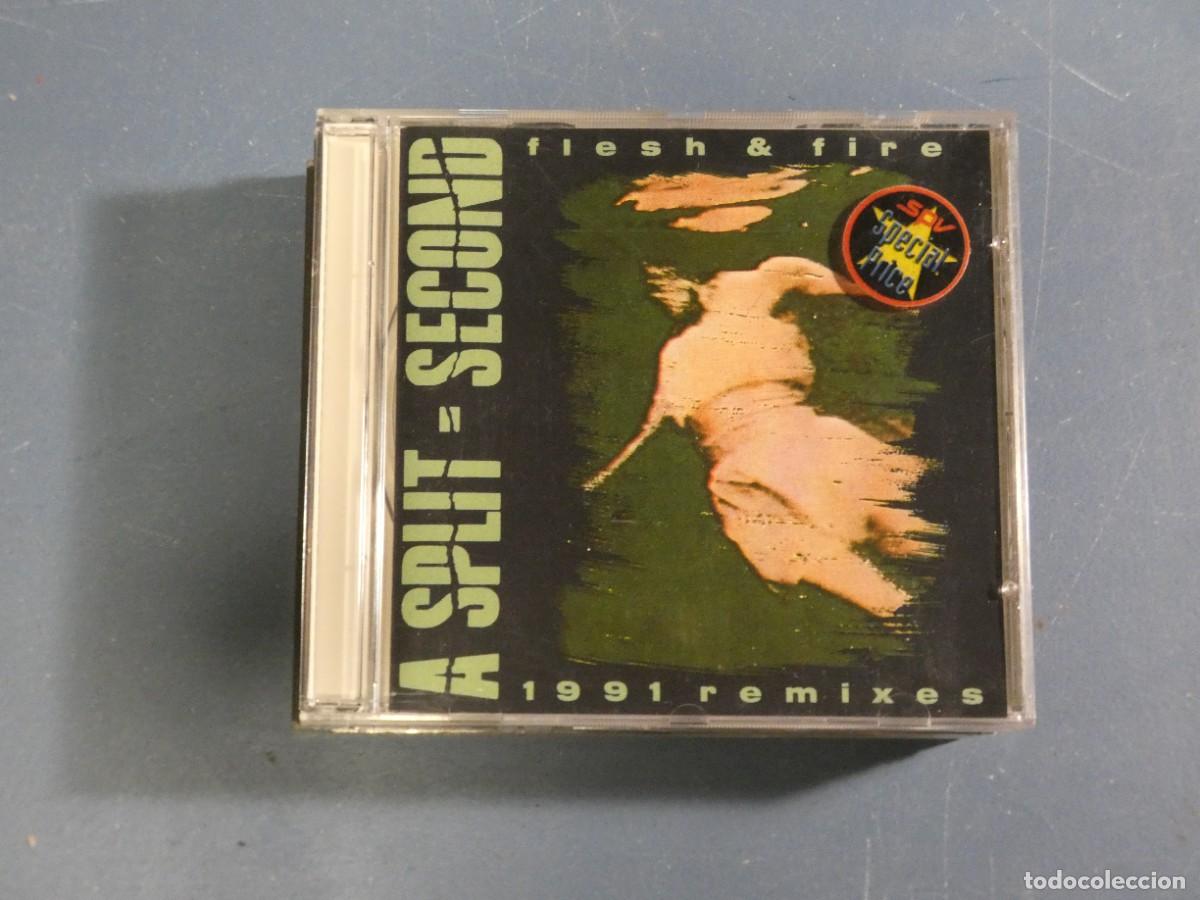 A SPLIT - SECOND
flesh & fire
SPV
Special
Price
1991 remixes
todocoleccion